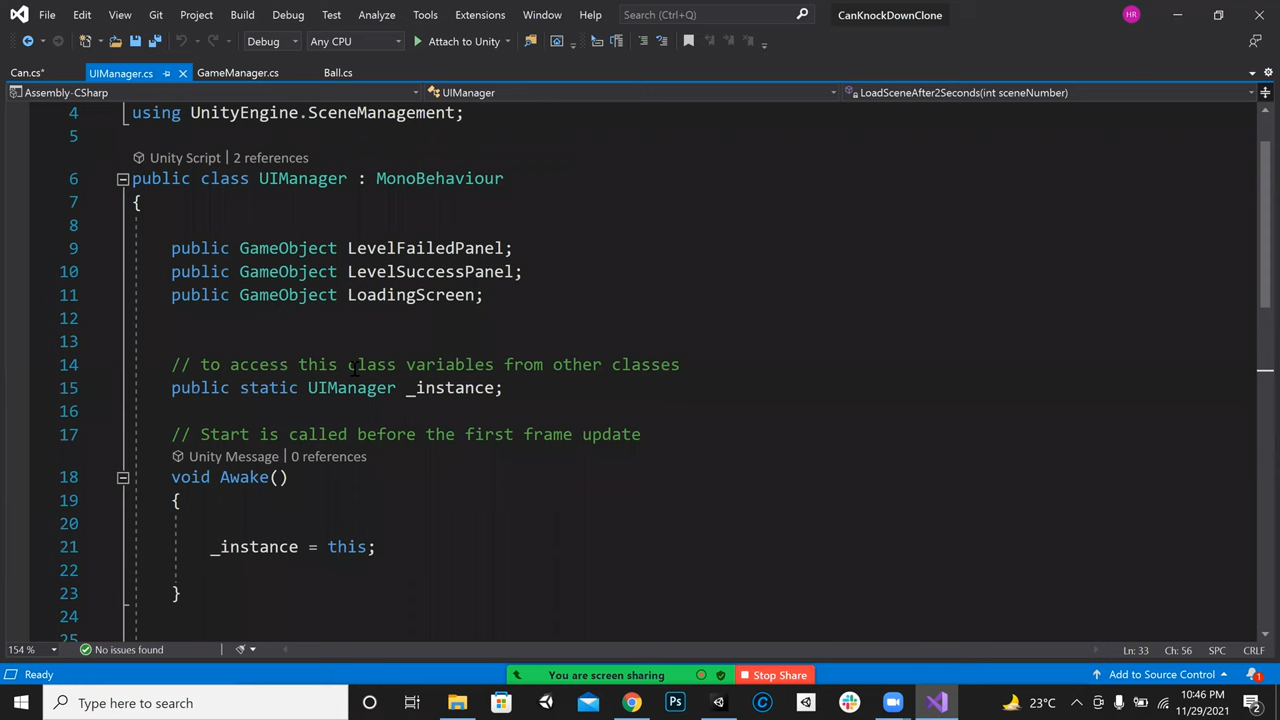 File Edit View Git Project Build Debug Test Analyze Tools Extensions Window Help Search (Ctrl+Q) CanKnockDownClone HR
Debug Any CPU Attach to Unity
Can.cs* UIManager.cs GameManager.cs Ball.cs
Assembly-CSharp UIManager LoadSceneAfter2Seconds(int sceneNumber)
4 using UnityEngine.SceneManagement;
5
Unity Script | 2 references
6 public class UIManager : MonoBehaviour
7 {
8
9 public GameObject LevelFailedPanel;
10 public GameObject LevelSuccessPanel;
11 public GameObject LoadingScreen;
12
13
14 // to access this class variables from other classes
15 public static UIManager _instance;
16
17 // Start is called before the first frame update
Unity Message | 0 references
18 void Awake()
19 {
20
21 _instance = this;
22
23 }
24
25
154 % No issues found Ln: 33 Ch: 56 SPC CRLF
Ready You are screen sharing Stop Share Add to Source Control 1
Type here to search 23°C 10:46 PM
11/29/2021